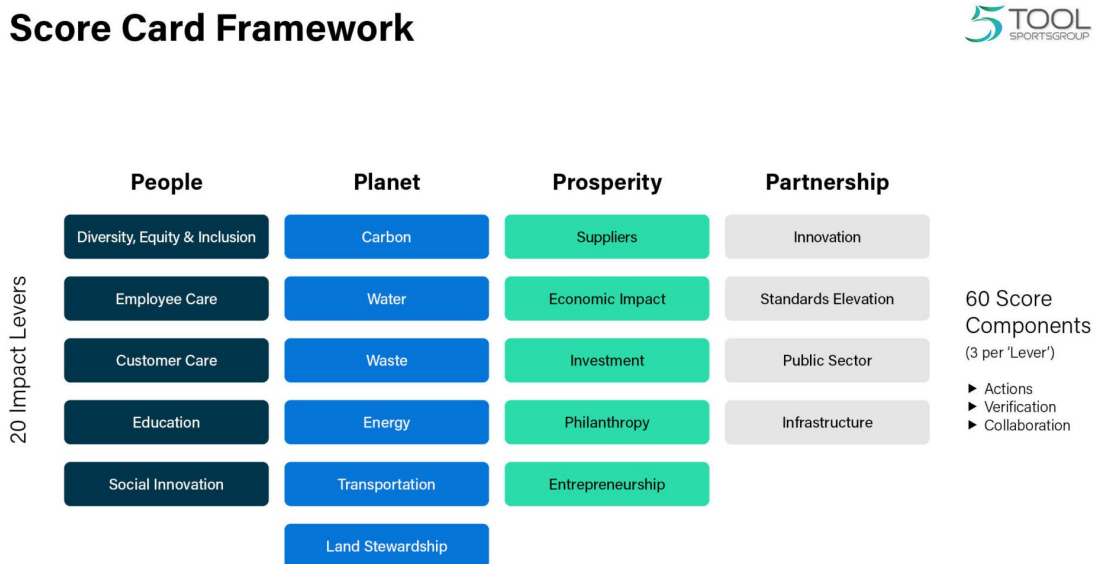 Score Card Framework
5 TOOL
SPORTSGROUP
People
Planet
Prosperity
Partnership
20 Impact Levers
Diversity, Equity & Inclusion
Carbon
Suppliers
Innovation
Employee Care
Water
Economic Impact
Standards Elevation
Customer Care
Waste
Investment
Public Sector
Education
Energy
Philanthropy
Infrastructure
Social Innovation
Transportation
Entrepreneurship
Land Stewardship
60 Score
Components
(3 per ‘Lever’)
▶ Actions
▶ Verification
▶ Collaboration